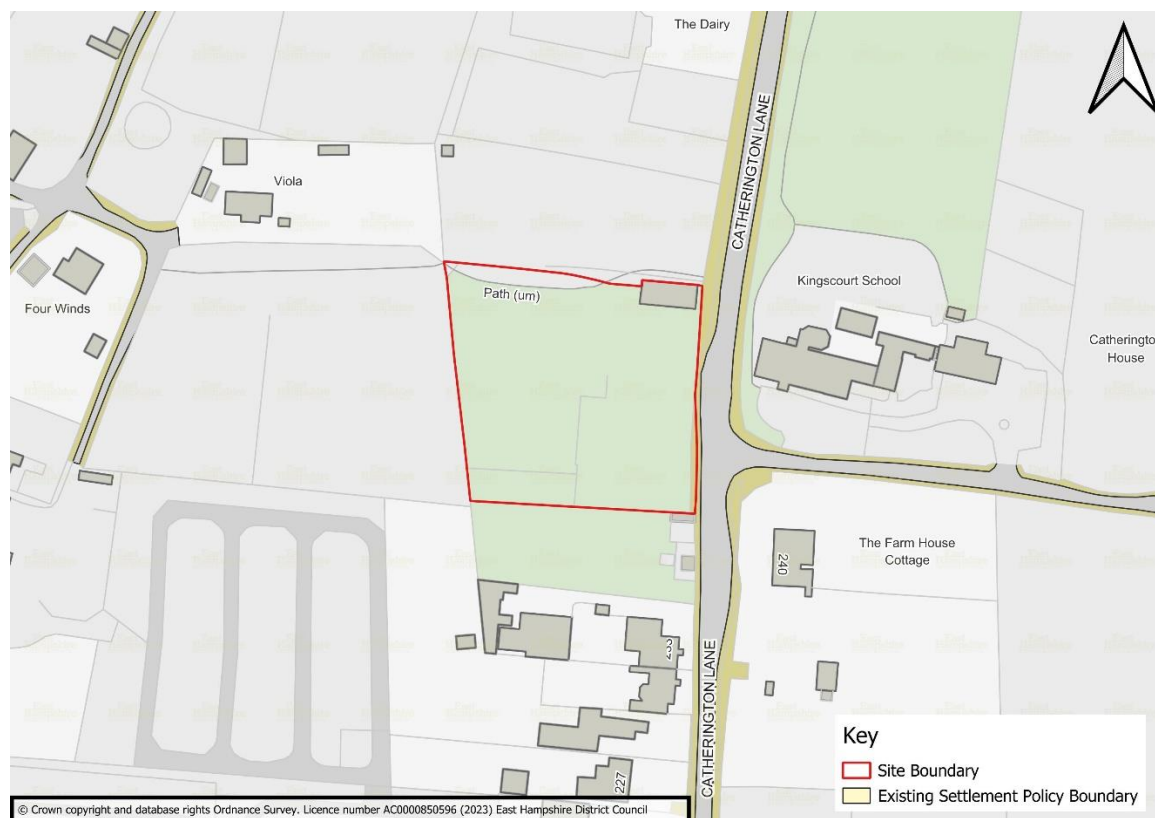 The Dairy
CATHERINGTON LANE
Viola
Kingscourt School
Path (um)
Four Winds
Catheringto
House
The Farm House
Cottage
240
233
CATHERINGTON LANE
227
Key
Site Boundary
Existing Settlement Policy Boundary
© Crown copyright and database rights Ordnance Survey. Licence number AC0000850596 (2023) East Hampshire District Council